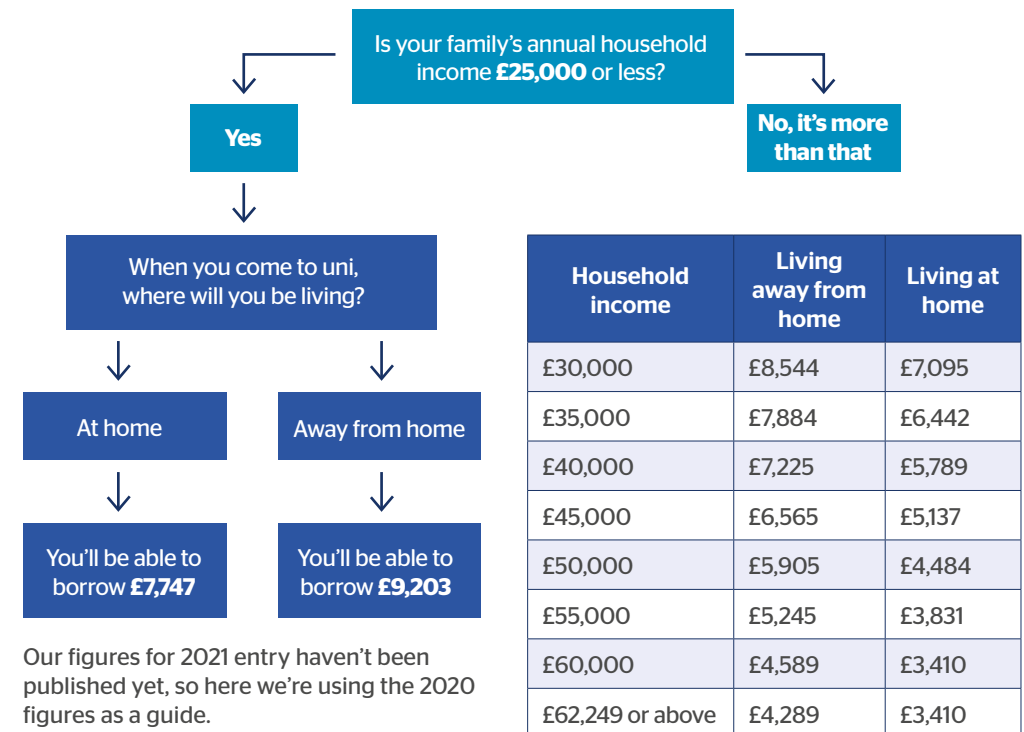 Is your family's annual household
income £25,000 or less?
Yes
No, it's more
than that
When you come to uni,
where will you be living?
At home
Away from home
You'll be able to
borrow £7,747
You'll be able to
borrow £9,203
Our figures for 2021 entry haven't been
published yet, so here we're using the 2020
figures as a guide.
Household
income
Living
away from
home
Living at
home
£30,000 £8,544 £7,095
£35,000 £7,884 £6,442
£40,000 £7,225 £5,789
£45,000 £6,565 £5,137
£50,000 £5,905 £4,484
£55,000 £5,245 £3,831
£60,000 £4,589 £3,410
£62,249 or above £4,289 £3,410